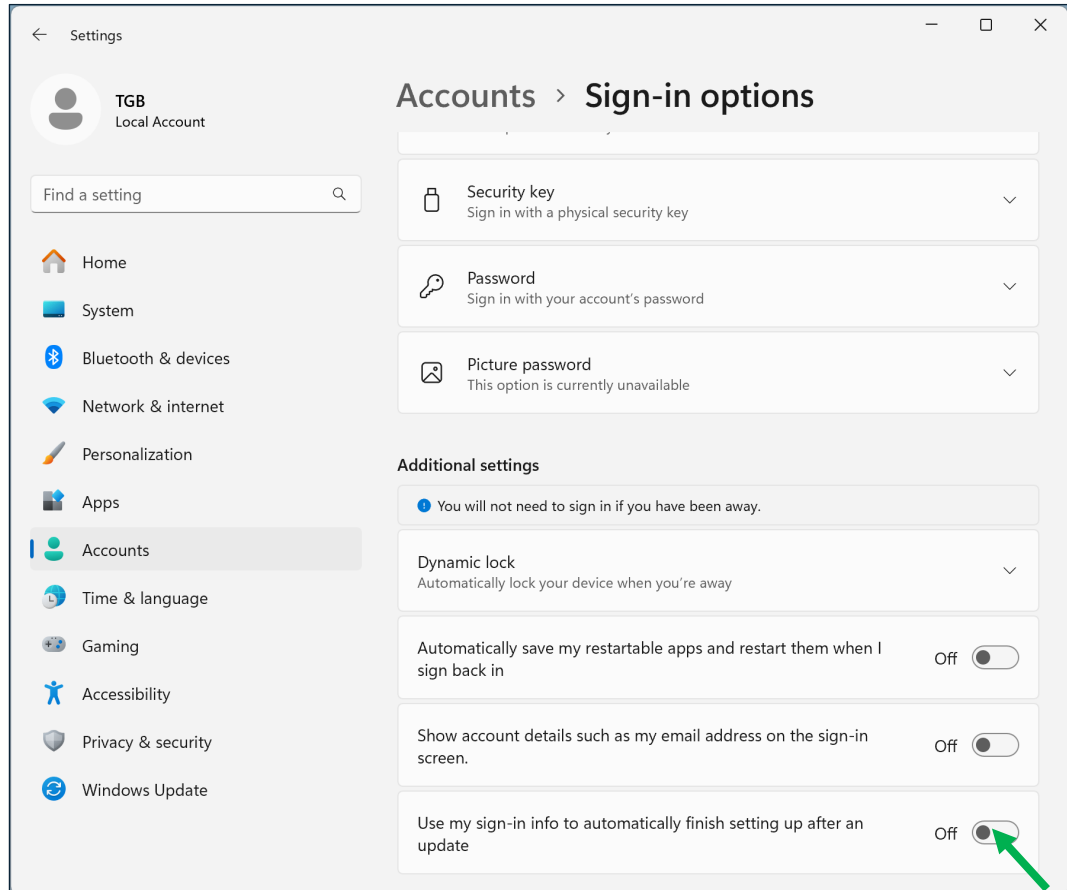 Settings
TGB
Local Account
Find a setting
Home
System
Bluetooth & devices
Network & internet
Personalization
Apps
Accounts
Time & language
Gaming
Accessibility
Privacy & security
Windows Update
Accounts › Sign-in options
Security key
Sign in with a physical security key
Password
Sign in with your account's password
Picture password
This option is currently unavailable
Additional settings
You will not need to sign in if you have been away.
Dynamic lock
Automatically lock your device when you're away
Automatically save my restartable apps and restart them when I
sign back in
Off
Show account details such as my email address on the sign-in
screen.
Off
Use my sign-in info to automatically finish setting up after an
update
Off